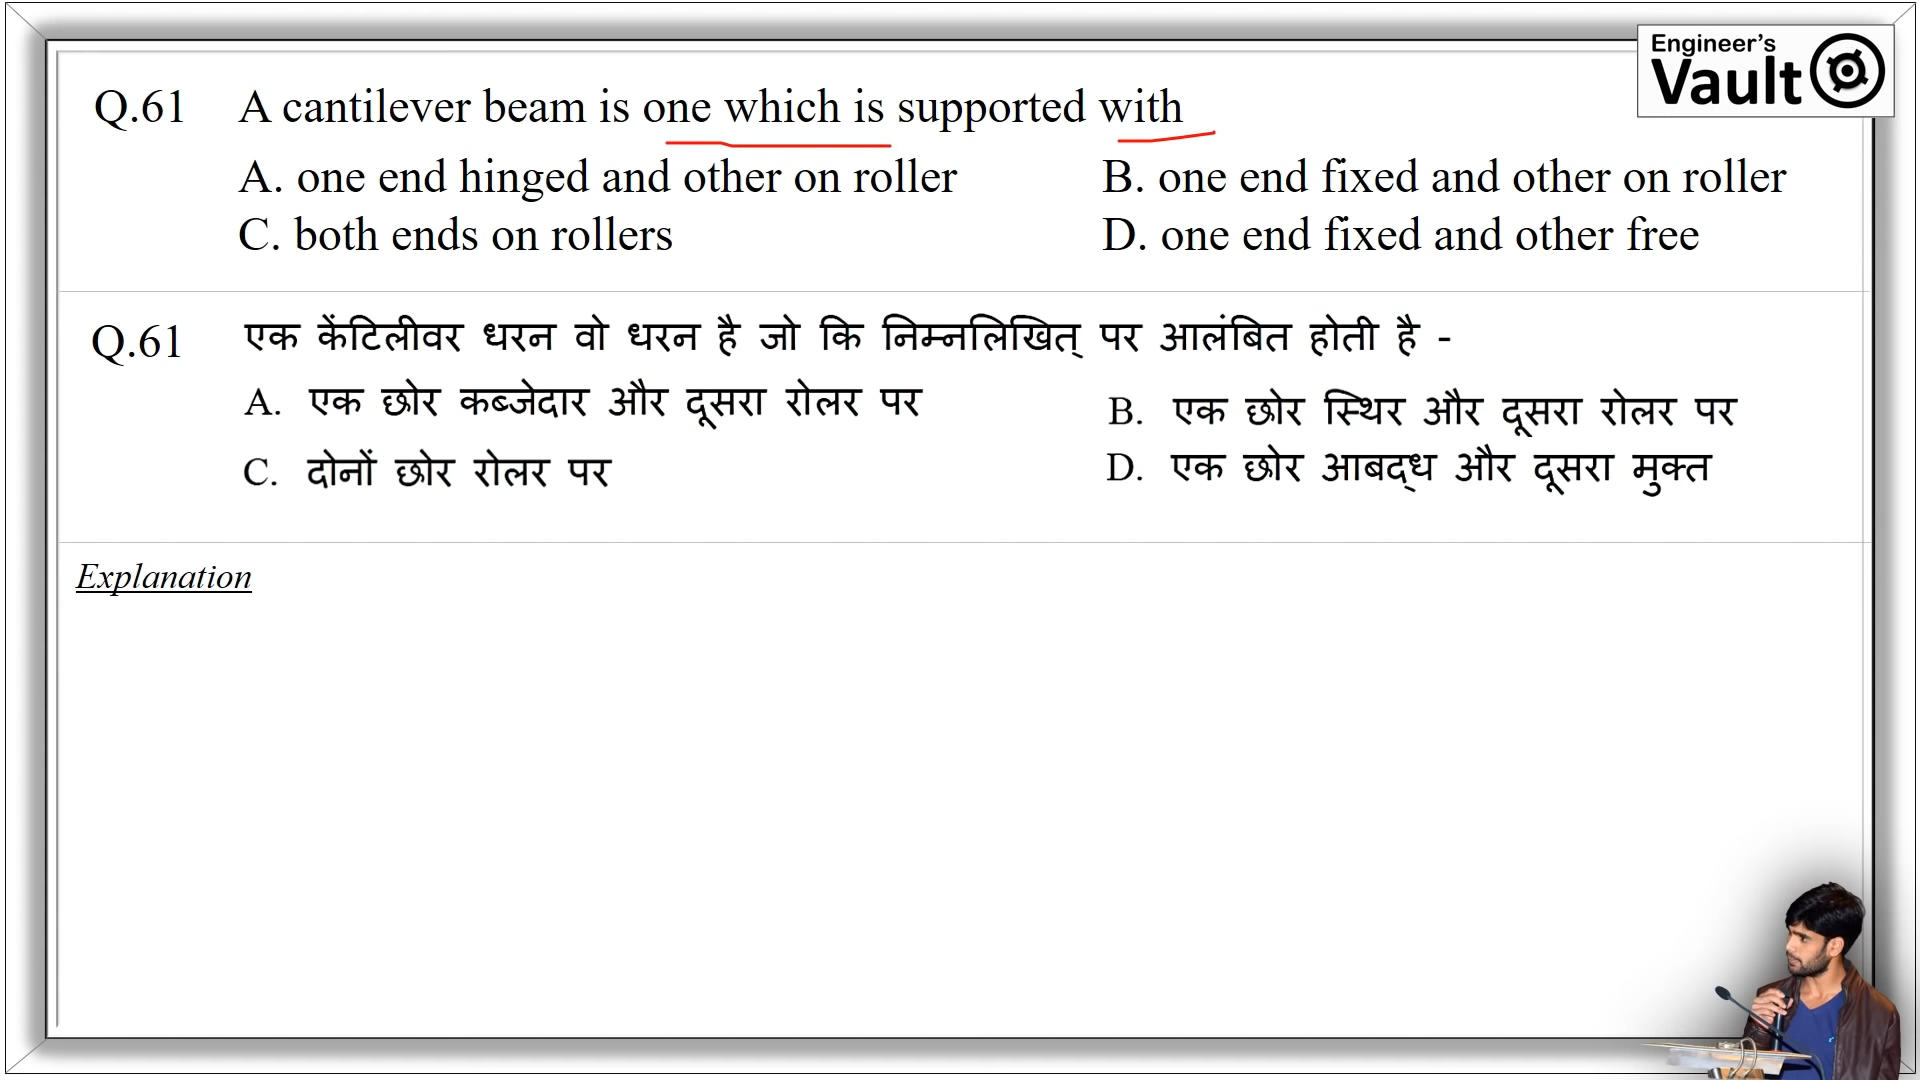 Engineer's
Vault
Q.61 A cantilever beam is one which is supported with
A. one end hinged and other on roller B. one end fixed and other on roller
C. both ends on rollers D. one end fixed and other free
Q.61 एक केंटिलीवर धरन वो धरन है जो कि निम्नलिखित् पर आलंबित होती है -
A. एक छोर कब्जेदार और दूसरा रोलर पर B. एक छोर स्थिर और दूसरा रोलर पर
C. दोनों छोर रोलर पर D. एक छोर आबद्ध और दूसरा मुक्त
Explanation